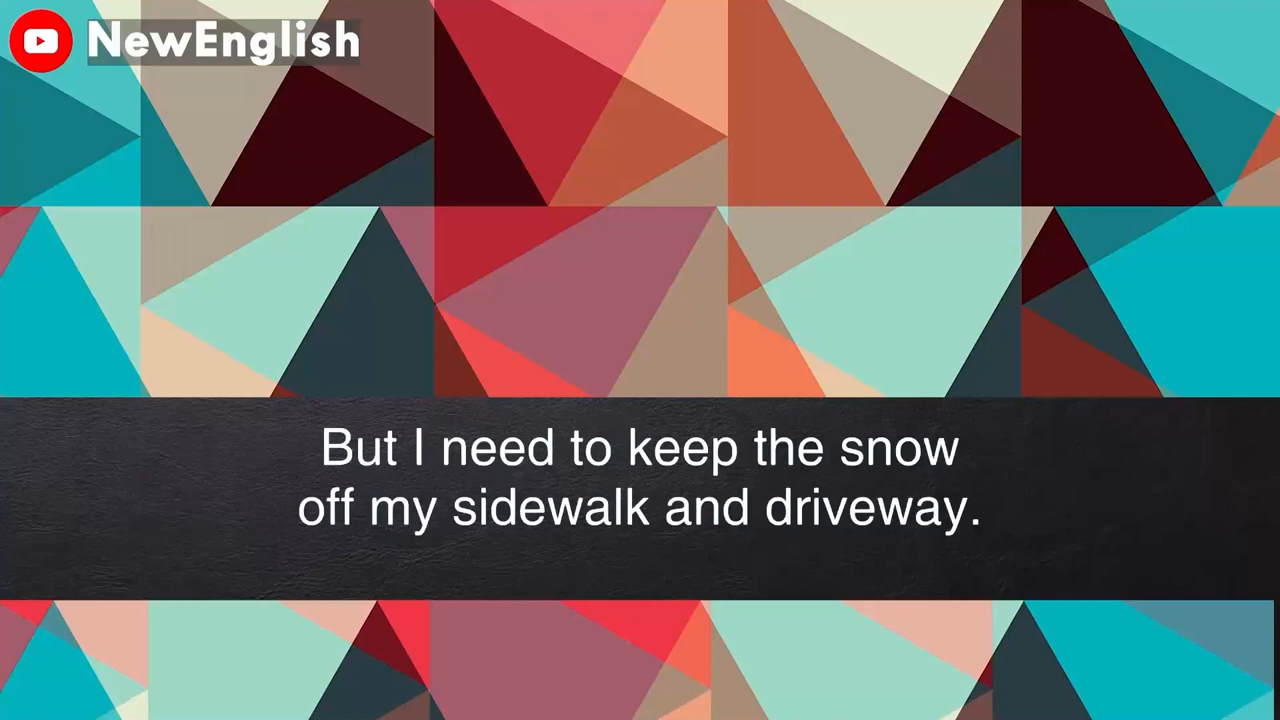 NewEnglish
But I need to keep the snow
off my sidewalk and driveway.